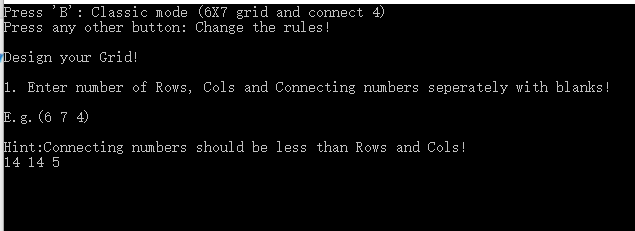 Press 'B': Classic mode (6X7 grid and connect 4)
Press any other button: Change the rules!
Design your Grid!
1. Enter number of Rows, Cols and Connecting numbers seperately with blanks!
E.g.(6 7 4)
Hint:Connecting numbers should be less than Rows and Cols!
14 14 5